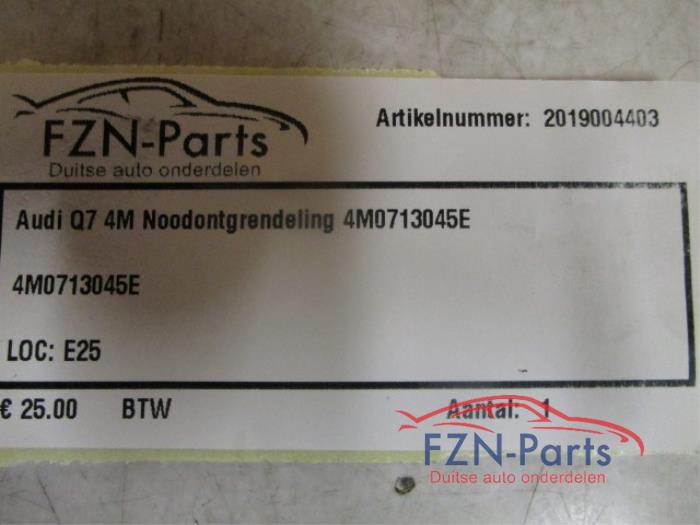 FZN-Parts
Duitse auto onderdelen
Artikelnummer: 2019004403
Audi Q7 4M Noodontgrendeling 4M0713045E
4M0713045E
LOC: E25
€ 25.00 BTW Aantal: 1
FZN-Parts
Duitse auto onderdelen